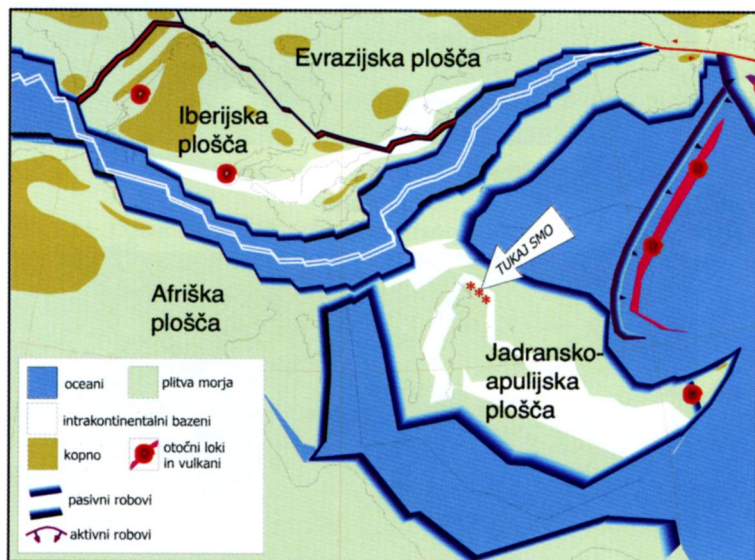 Evrazijska plošča
Iberijska
plošča
TUKAJ SMO
Afriška
plošča
Jadransko-
apulijska
plošča
oceani
plitva morja
intrakontinentalni bazeni
kopno
otočni loki
in vulkani
pasivni robovi
aktivni robovi